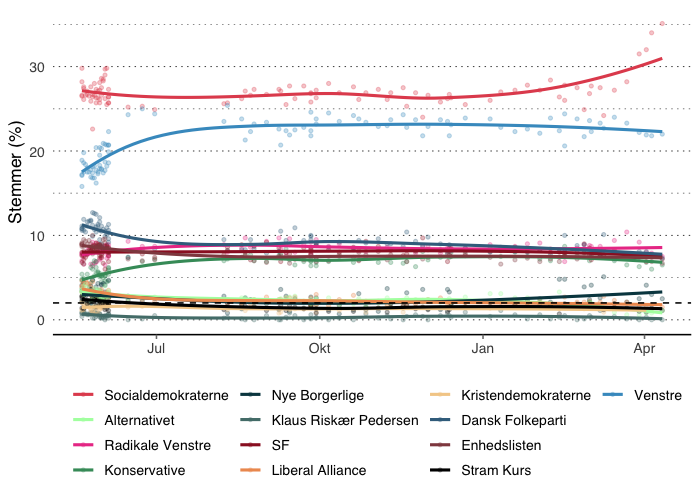 Stemmer (%)
30
20
10
0
Jul
Okt
Jan
Apr
Socialdemokraterne Nye Borgerlige Kristendemokraterne Venstre
Alternativet Klaus Riskær Pedersen Dansk Folkeparti
Radikale Venstre SF Enhedslisten
Konservative Liberal Alliance Stram Kurs